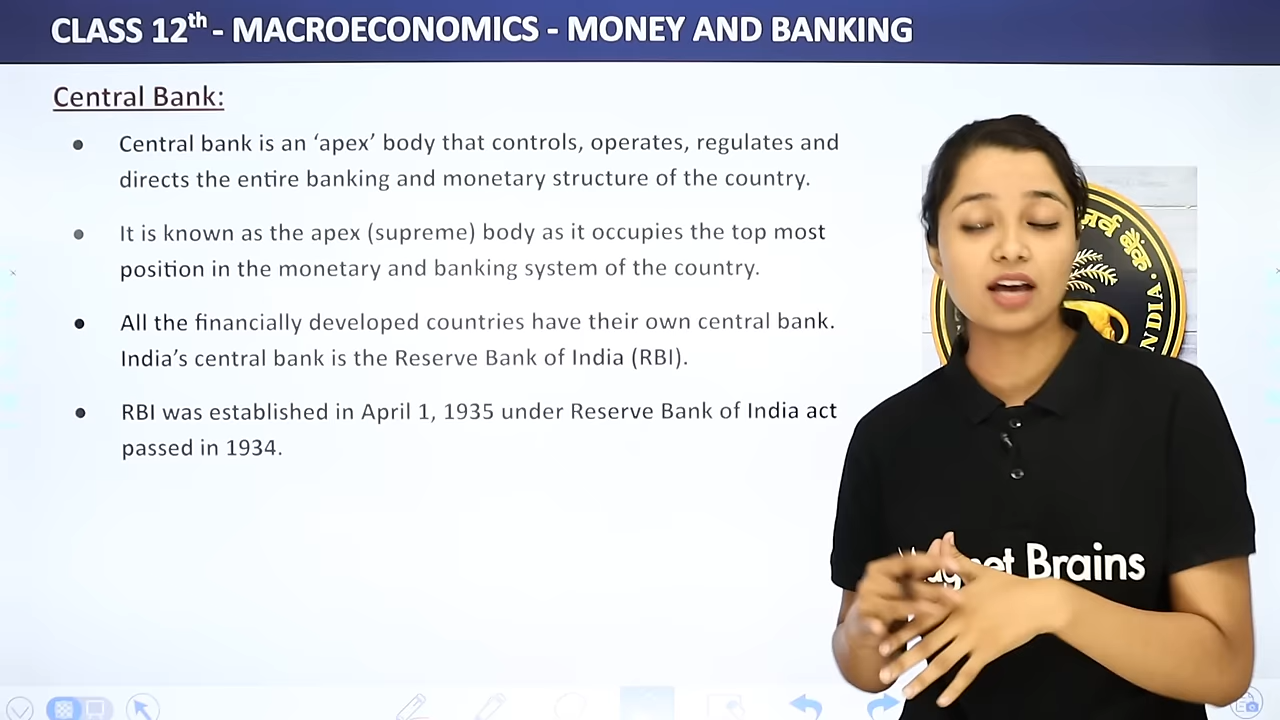 CLASS 12th - MACROECONOMICS - MONEY AND BANKING
Central Bank:
● Central bank is an ‘apex’ body that controls, operates, regulates and
directs the entire banking and monetary structure of the country.
● It is known as the apex (supreme) body as it occupies the top most
position in the monetary and banking system of the country.
● All the financially developed countries have their own central bank.
India’s central bank is the Reserve Bank of India (RBI).
● RBI was established in April 1, 1935 under Reserve Bank of India act
passed in 1934.
बैंक
Brains